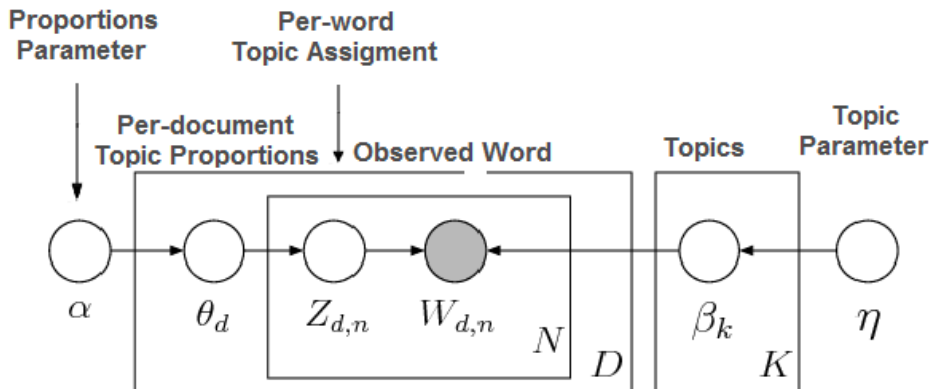 Proportions
Parameter
Per-word
Topic Assigment
Per-document
Topic Proportions
Observed Word
Topics
Topic
Parameter
α
θ_d
Z_{d,n}
W_{d,n}
N
D
β_k
K
η